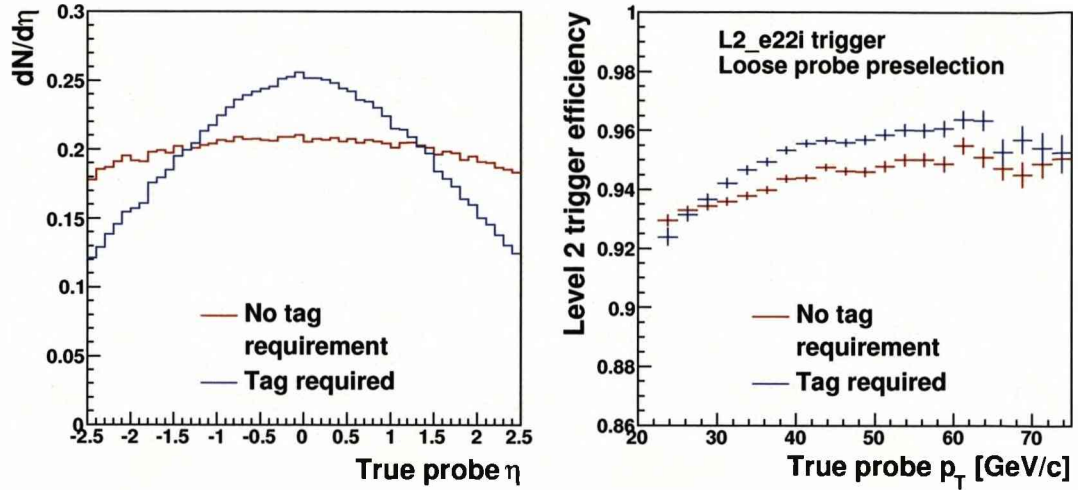 dN/dη
0.3
0.25
0.2
0.15
0.1
0.05
0
-2.5 -2 -1.5 -1 -0.5 0 0.5 1 1.5 2 2.5
No tag
requirement
Tag required
True probe η
Level 2 trigger efficiency
1
0.98
0.96
0.94
0.92
0.9
0.88
0.86
20 30 40 50 60 70
L2_e22i trigger
Loose probe preselection
No tag
requirement
Tag required
True probe pT [GeV/c]